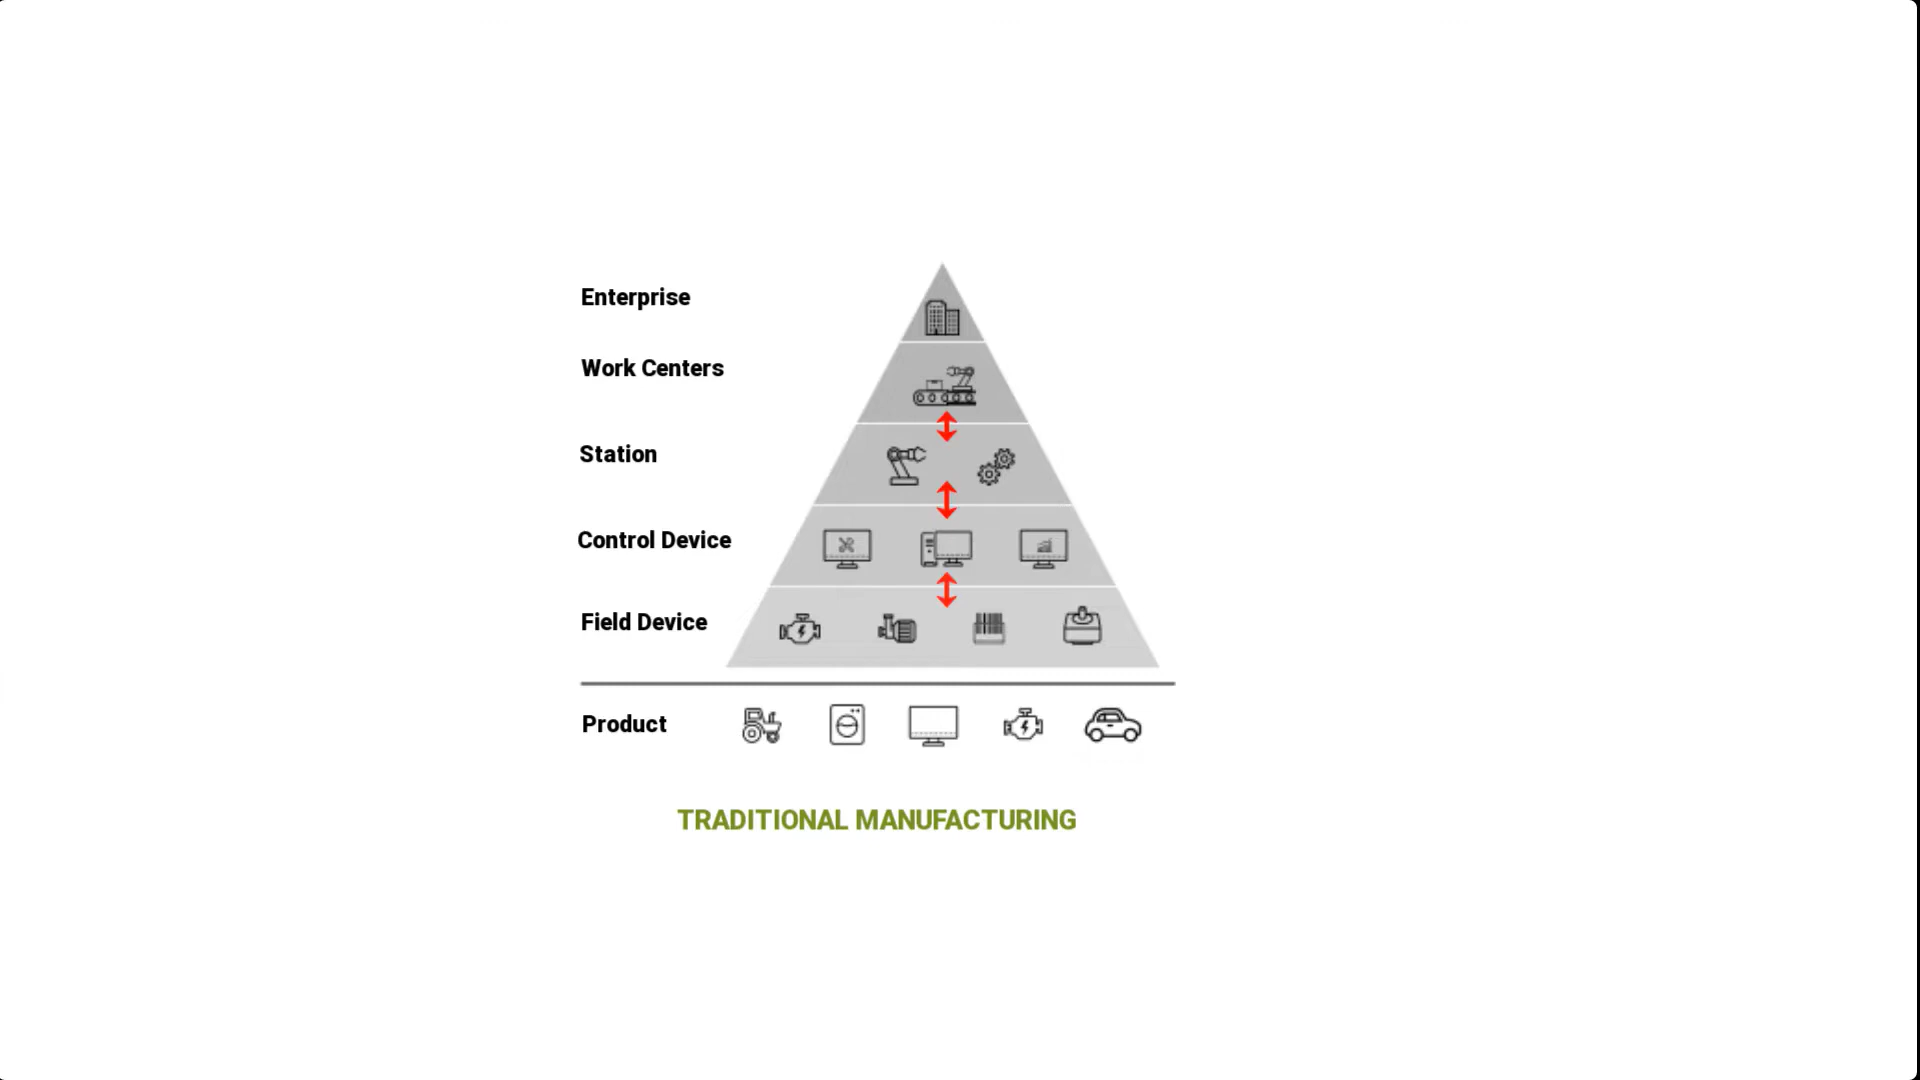 Enterprise
Work Centers
Station
Control Device
Field Device
Product
TRADITIONAL MANUFACTURING